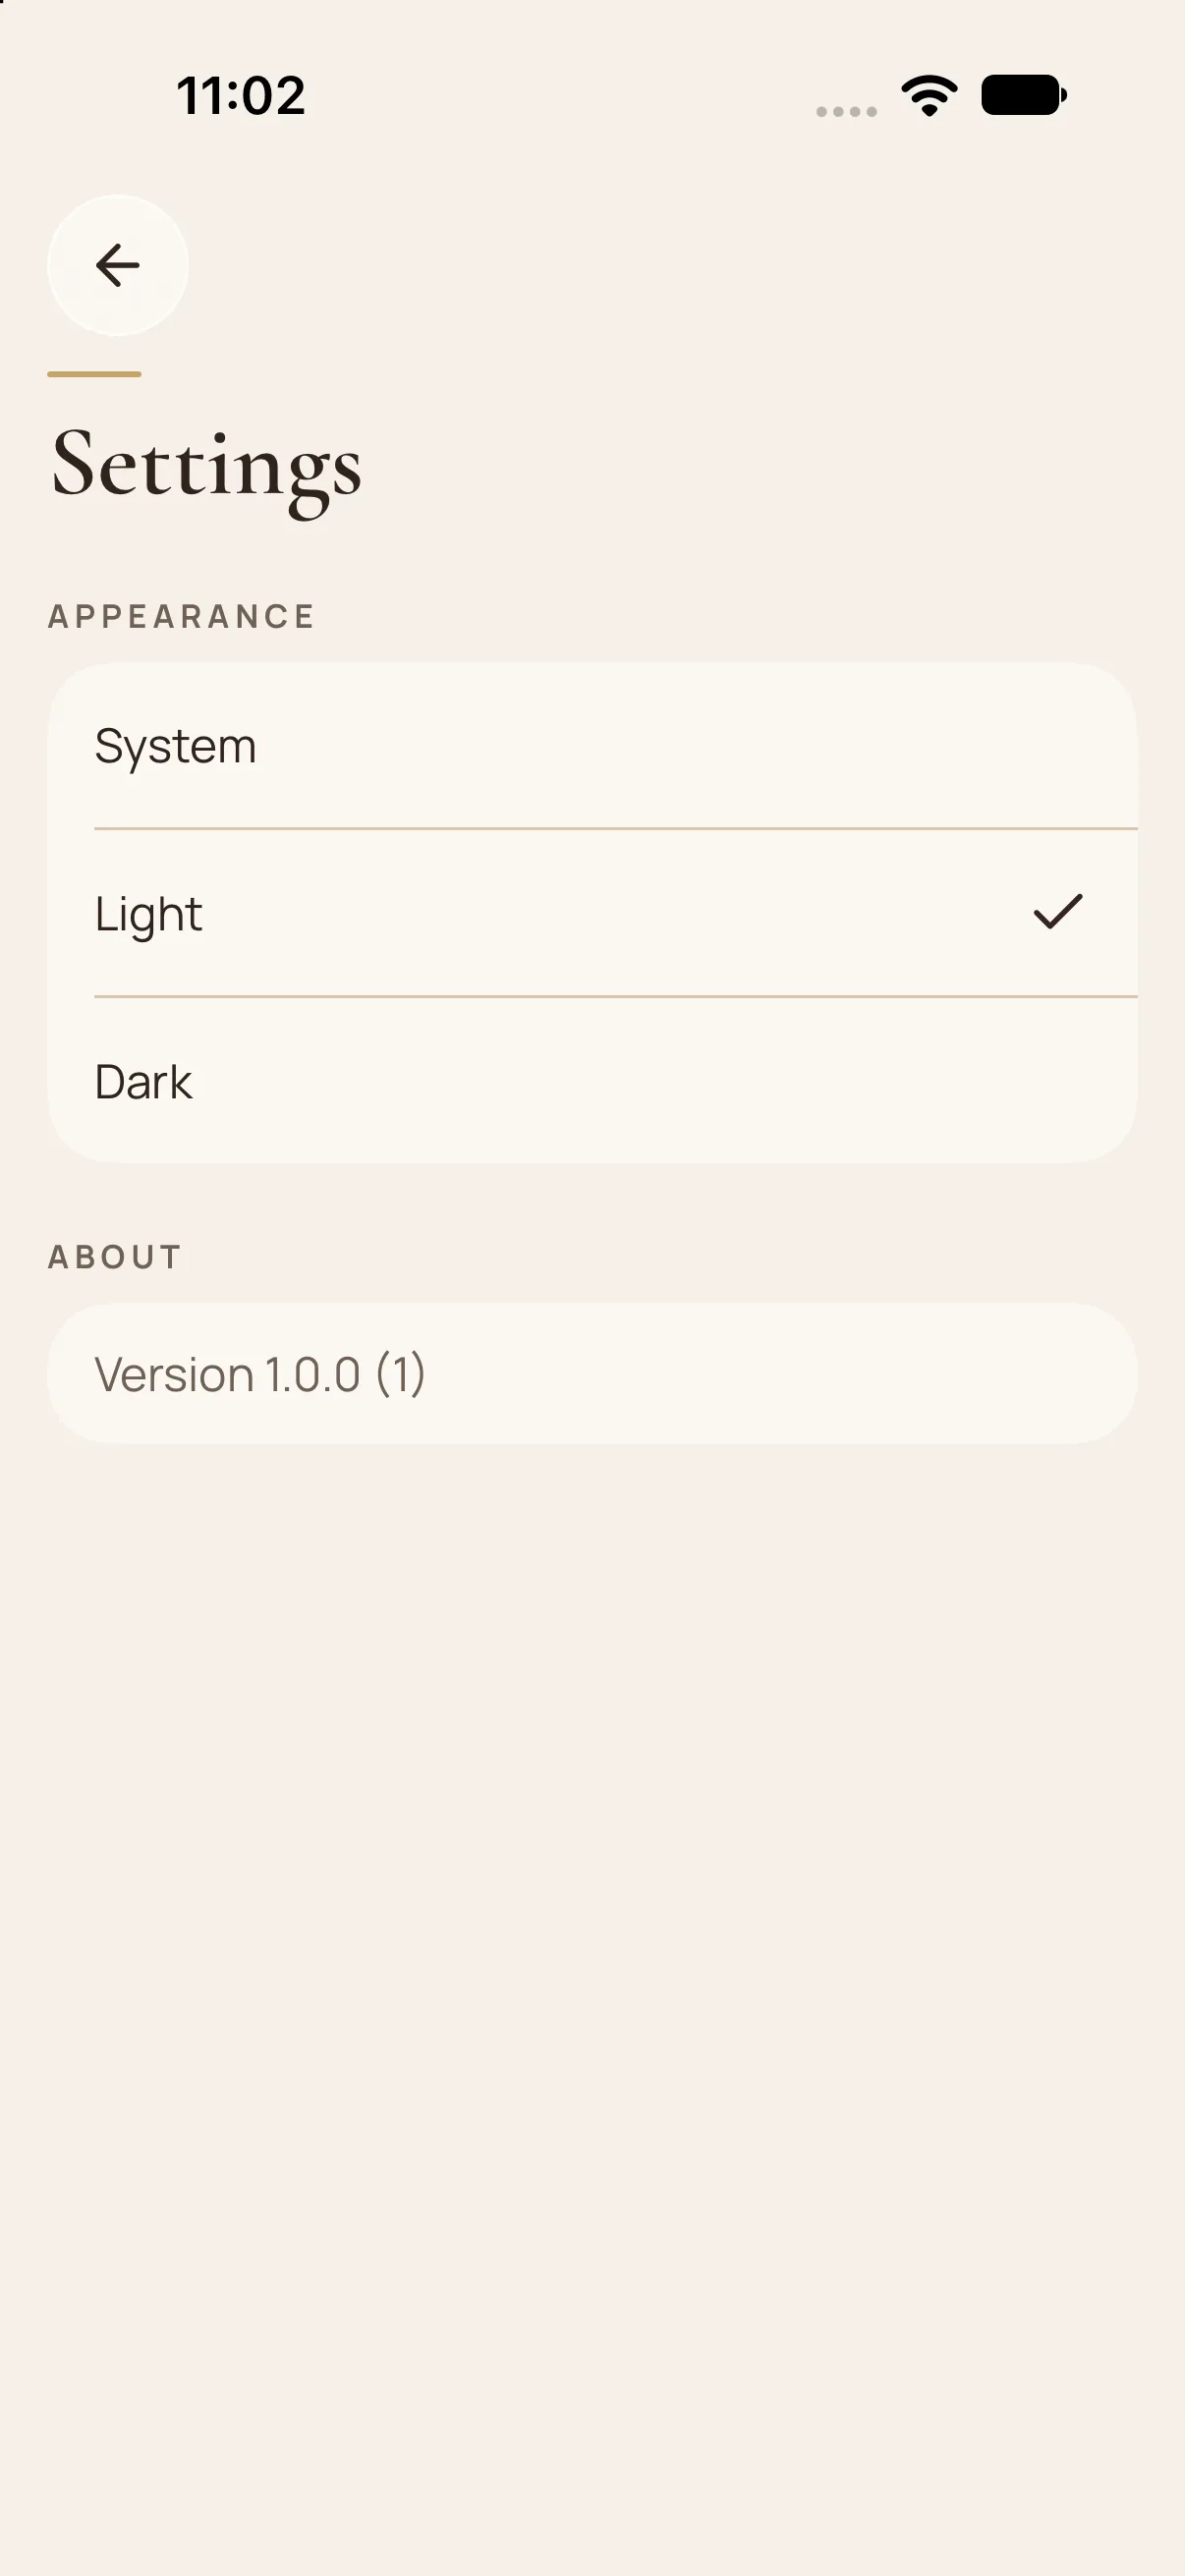 11:02
Settings
APPEARANCE
System
Light
Dark
ABOUT
Version 1.0.0 (1)